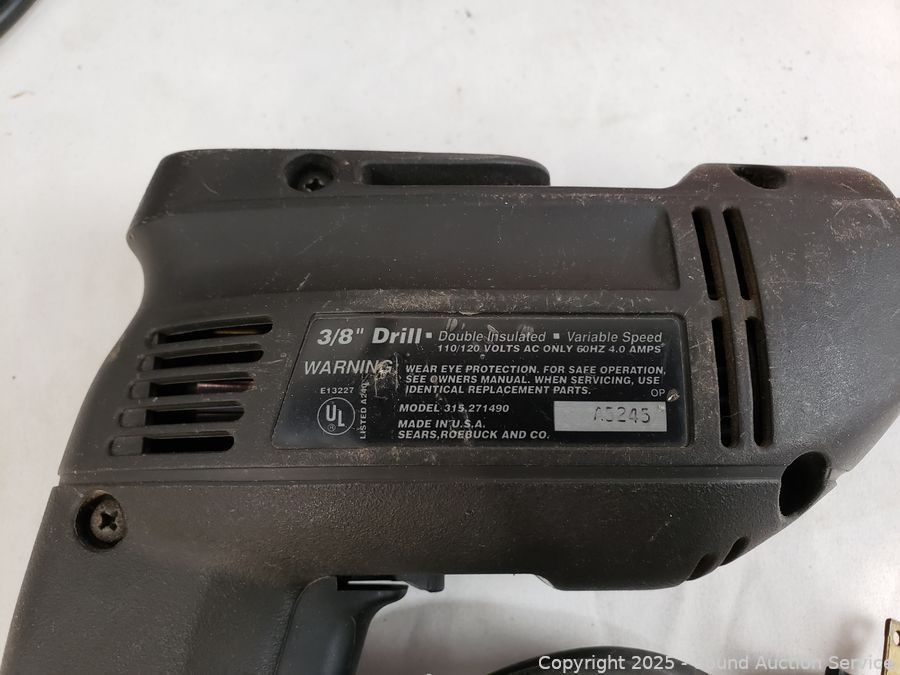 3/8" Drill ▪ Double Insulated ▪ Variable Speed
110/120 VOLTS AC ONLY 60HZ 4.0 AMPS
WARNING
WEAR EYE PROTECTION. FOR SAFE OPERATION,
SEE OWNERS MANUAL. WHEN SERVICING, USE
IDENTICAL REPLACEMENT PARTS.
OP
E13227
UL
®
LISTED
MODEL 315.271490
MADE IN U.S.A.
SEARS, ROEBUCK AND CO.
Copyright 2025 - Sound Auction Service